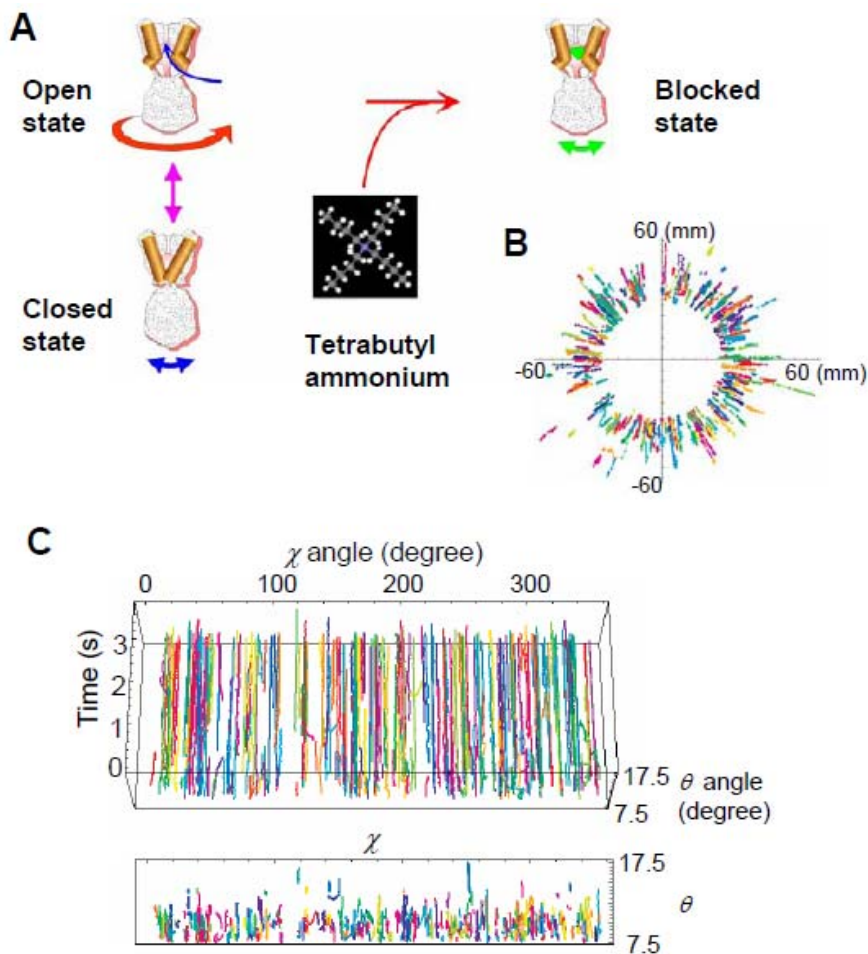 A
Open
state
Blocked
state
Closed
state
Tetrabutyl
ammonium
B
60 (mm)
-60
60 (mm)
-60
C
χ angle (degree)
0 100 200 300
Time (s)
3
2
1
0
17.5
θ angle
(degree)
7.5
χ
17.5
θ
7.5